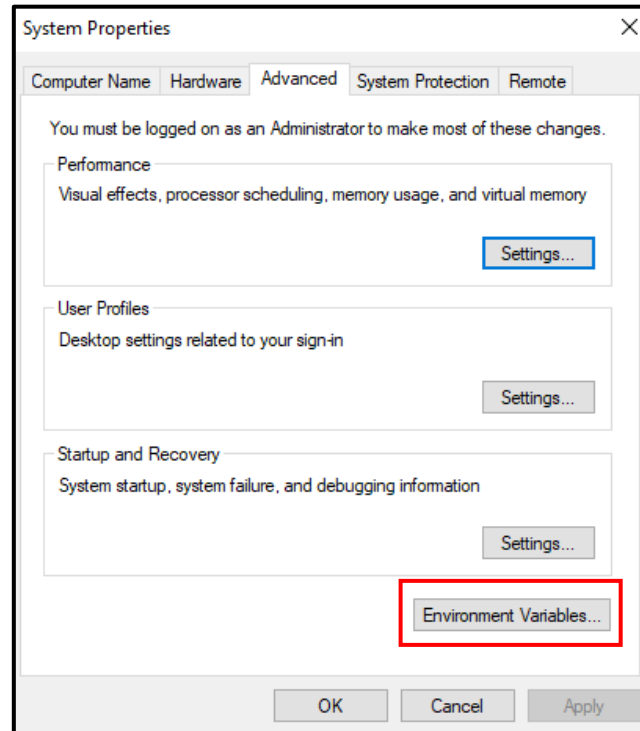 System Properties
Computer Name Hardware Advanced System Protection Remote
You must be logged on as an Administrator to make most of these changes.
Performance
Visual effects, processor scheduling, memory usage, and virtual memory
Settings...
User Profiles
Desktop settings related to your sign-in
Settings...
Startup and Recovery
System startup, system failure, and debugging information
Settings...
Environment Variables...
OK Cancel Apply